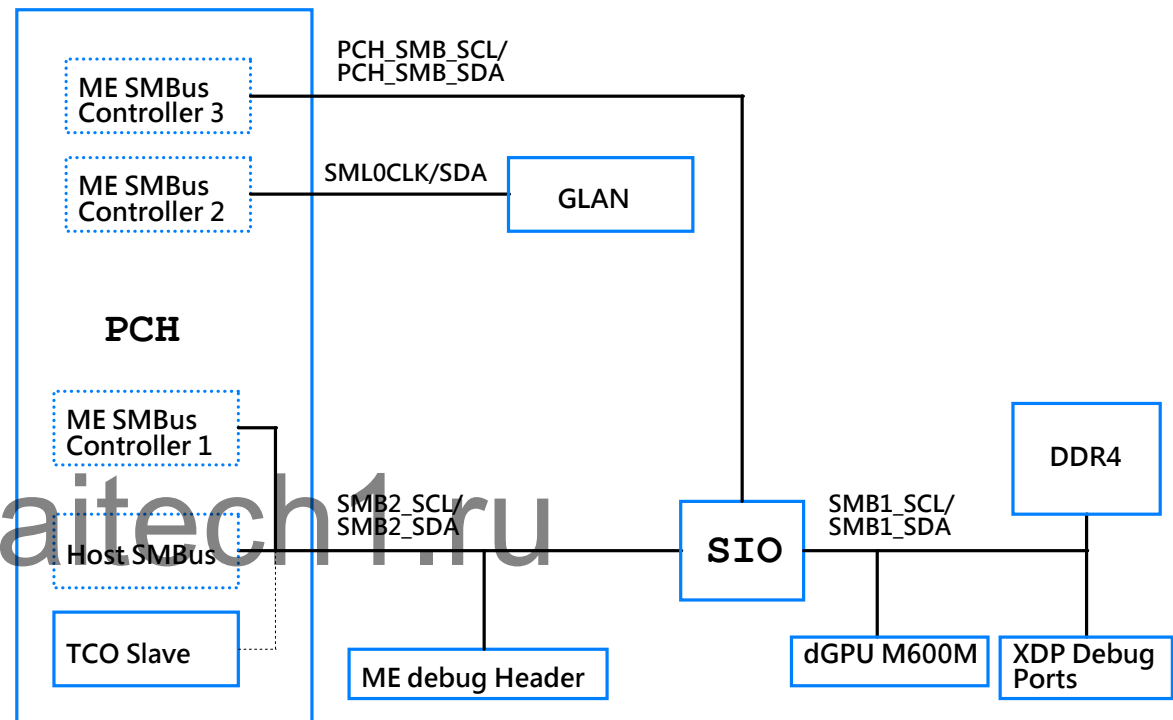 PCH_SMB_SCL/
PCH_SMB_SDA
ME SMBus
Controller 3
SML0CLK/SDA
ME SMBus
Controller 2
GLAN
PCH
ME SMBus
Controller 1
DDR4
SMB2_SCL/
SMB2_SDA
SMB1_SCL/
SMB1_SDA
aitech1.ru
Host SMBus
SIO
TCO Slave
ME debug Header
dGPU M600M
XDP Debug
Ports